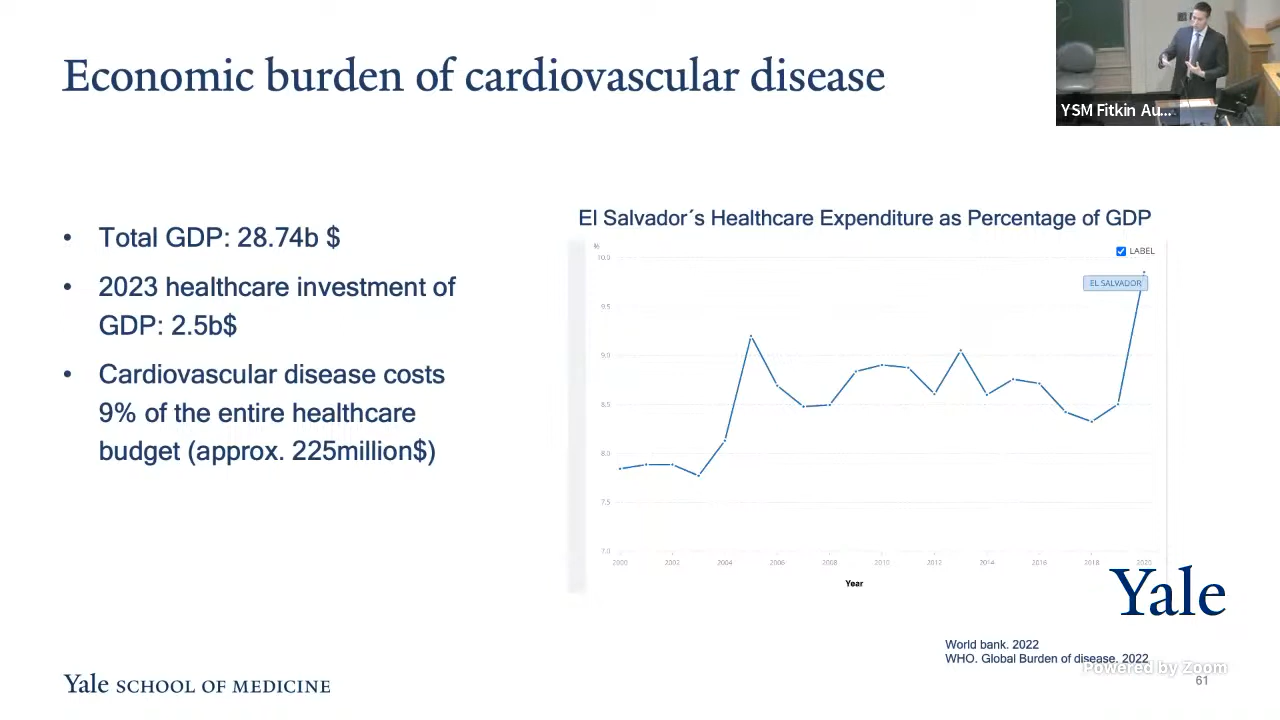 Economic burden of cardiovascular disease
YSM Fitkin Au...
• Total GDP: 28.74b $
• 2023 healthcare investment of
GDP: 2.5b$
• Cardiovascular disease costs
9% of the entire healthcare
budget (approx. 225million$)
El Salvador´s Healthcare Expenditure as Percentage of GDP
%
LABEL
EL SALVADOR
10.0
9.5
9.0
8.5
8.0
7.5
7.0
2000 2002 2004 2006 2008 2010 2012 2014 2016 2018 2020
Year
Yale
World bank. 2022
WHO. Global Burden of disease. 2022
Powered by Zoom
61
Yale SCHOOL OF MEDICINE